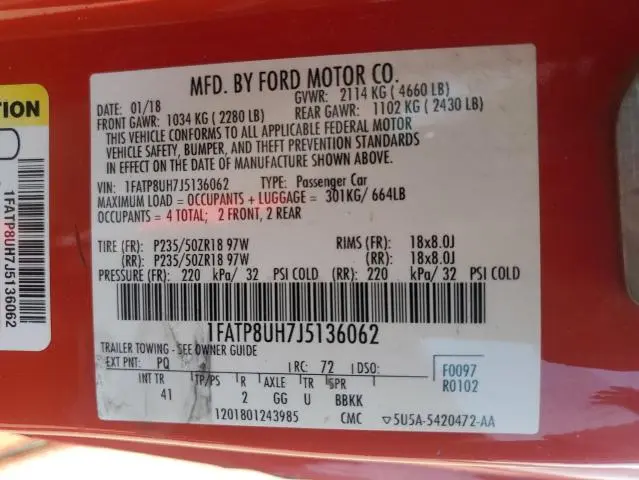 MFD. BY FORD MOTOR CO.
DATE: 01/18 GVWR: 2114 KG ( 4660 LB)
FRONT GAWR: 1034 KG ( 2280 LB) REAR GAWR: 1102 KG ( 2430 LB)
THIS VEHICLE CONFORMS TO ALL APPLICABLE FEDERAL MOTOR
VEHICLE SAFETY, BUMPER, AND THEFT PREVENTION STANDARDS
IN EFFECT ON THE DATE OF MANUFACTURE SHOWN ABOVE.
VIN: 1FATP8UH7J5136062 TYPE: Passenger Car
MAXIMUM LOAD = OCCUPANTS + LUGGAGE = 301KG/ 664LB
OCCUPANTS = 4 TOTAL; 2 FRONT, 2 REAR
TIRE (FR): P235/50ZR18 97W RIMS (FR): 18x8.0J
(RR): P235/50ZR18 97W (RR): 18x8.0J
PRESSURE (FR): 220 kPa/ 32 PSI COLD (RR): 220 kPa/ 32 PSI COLD
1FATP8UH7J5136062
TRAILER TOWING - SEE OWNER GUIDE
EXT PNT: PQ RC: 72 DSO: F0097
R0102
INT TR TP/PS R AXLE TR SPR
41 2 GG U BBKK
1201801243985 CMC ▽5U5A-5420472-AA
TION
1FATP8UH7J5136062